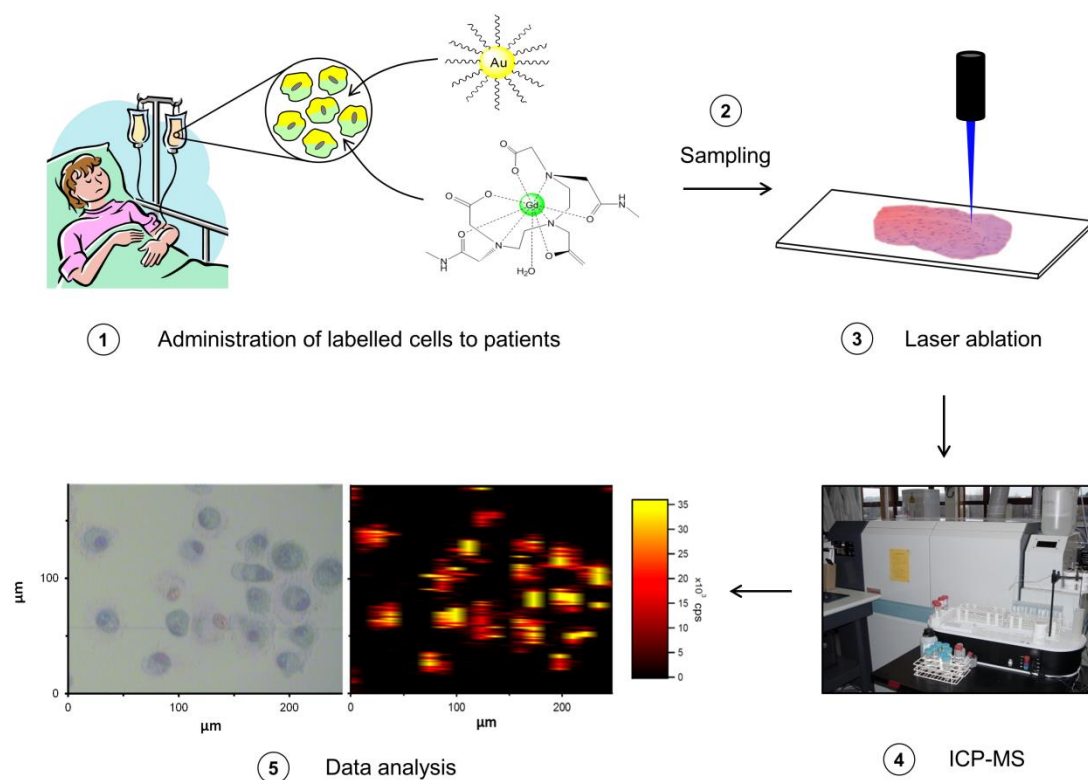 Au
O
O
N
O
Gd
H
N
O
O
O
N
N
N
H
H₂O
O
2
Sampling
1 Administration of labelled cells to patients
3 Laser ablation
µm
100
0
0
100
200
µm
0
100
200
µm
35
30
25
20
15
10
5
0
x10³ cps
5 Data analysis
4 ICP-MS